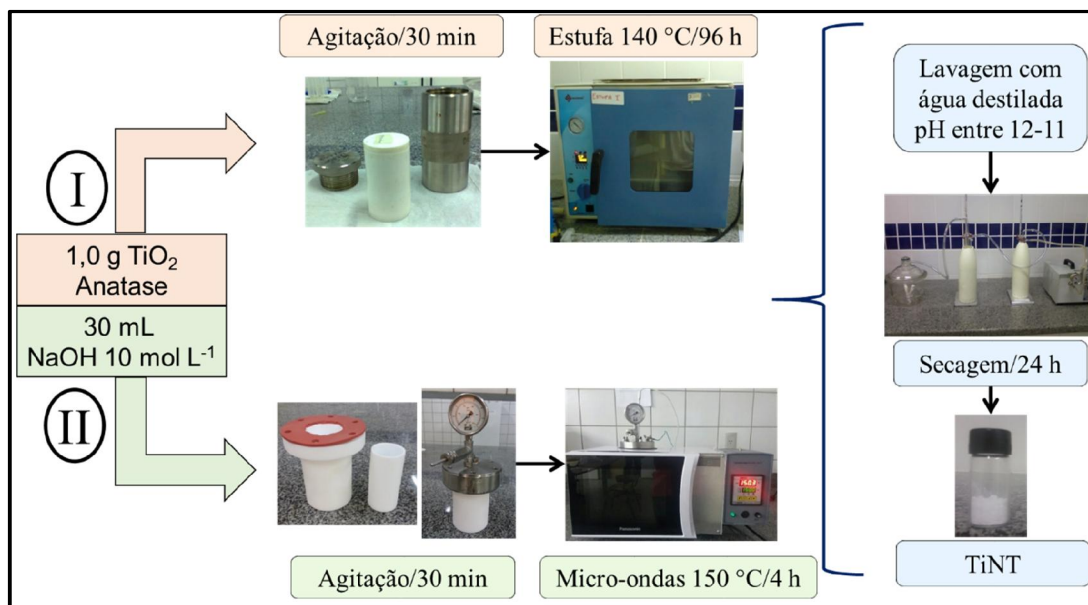 Agitação/30 min
Estufa 140 °C/96 h
I
1,0 g TiO₂
Anatase
30 mL
NaOH 10 mol L⁻¹
II
Agitação/30 min
Micro-ondas 150 °C/4 h
Lavagem com
água destilada
pH entre 12-11
Secagem/24 h
TiNT
Panasonic